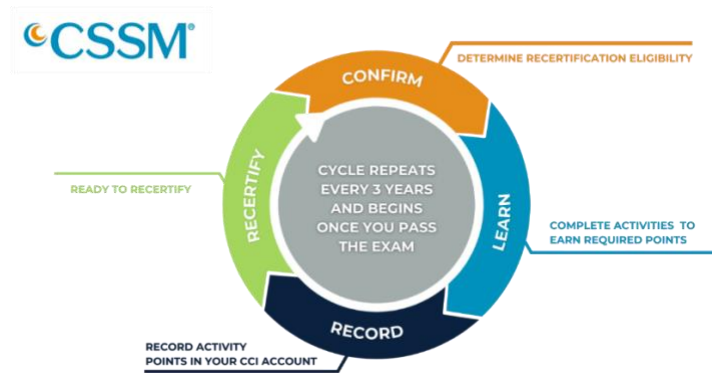 CSSM®
CONFIRM
DETERMINE RECERTIFICATION ELIGIBILITY
LEARN
COMPLETE ACTIVITIES TO
EARN REQUIRED POINTS
RECORD
RECORD ACTIVITY
POINTS IN YOUR CCI ACCOUNT
RECERTIFY
READY TO RECERTIFY
CYCLE REPEATS
EVERY 3 YEARS
AND BEGINS
ONCE YOU PASS
THE EXAM